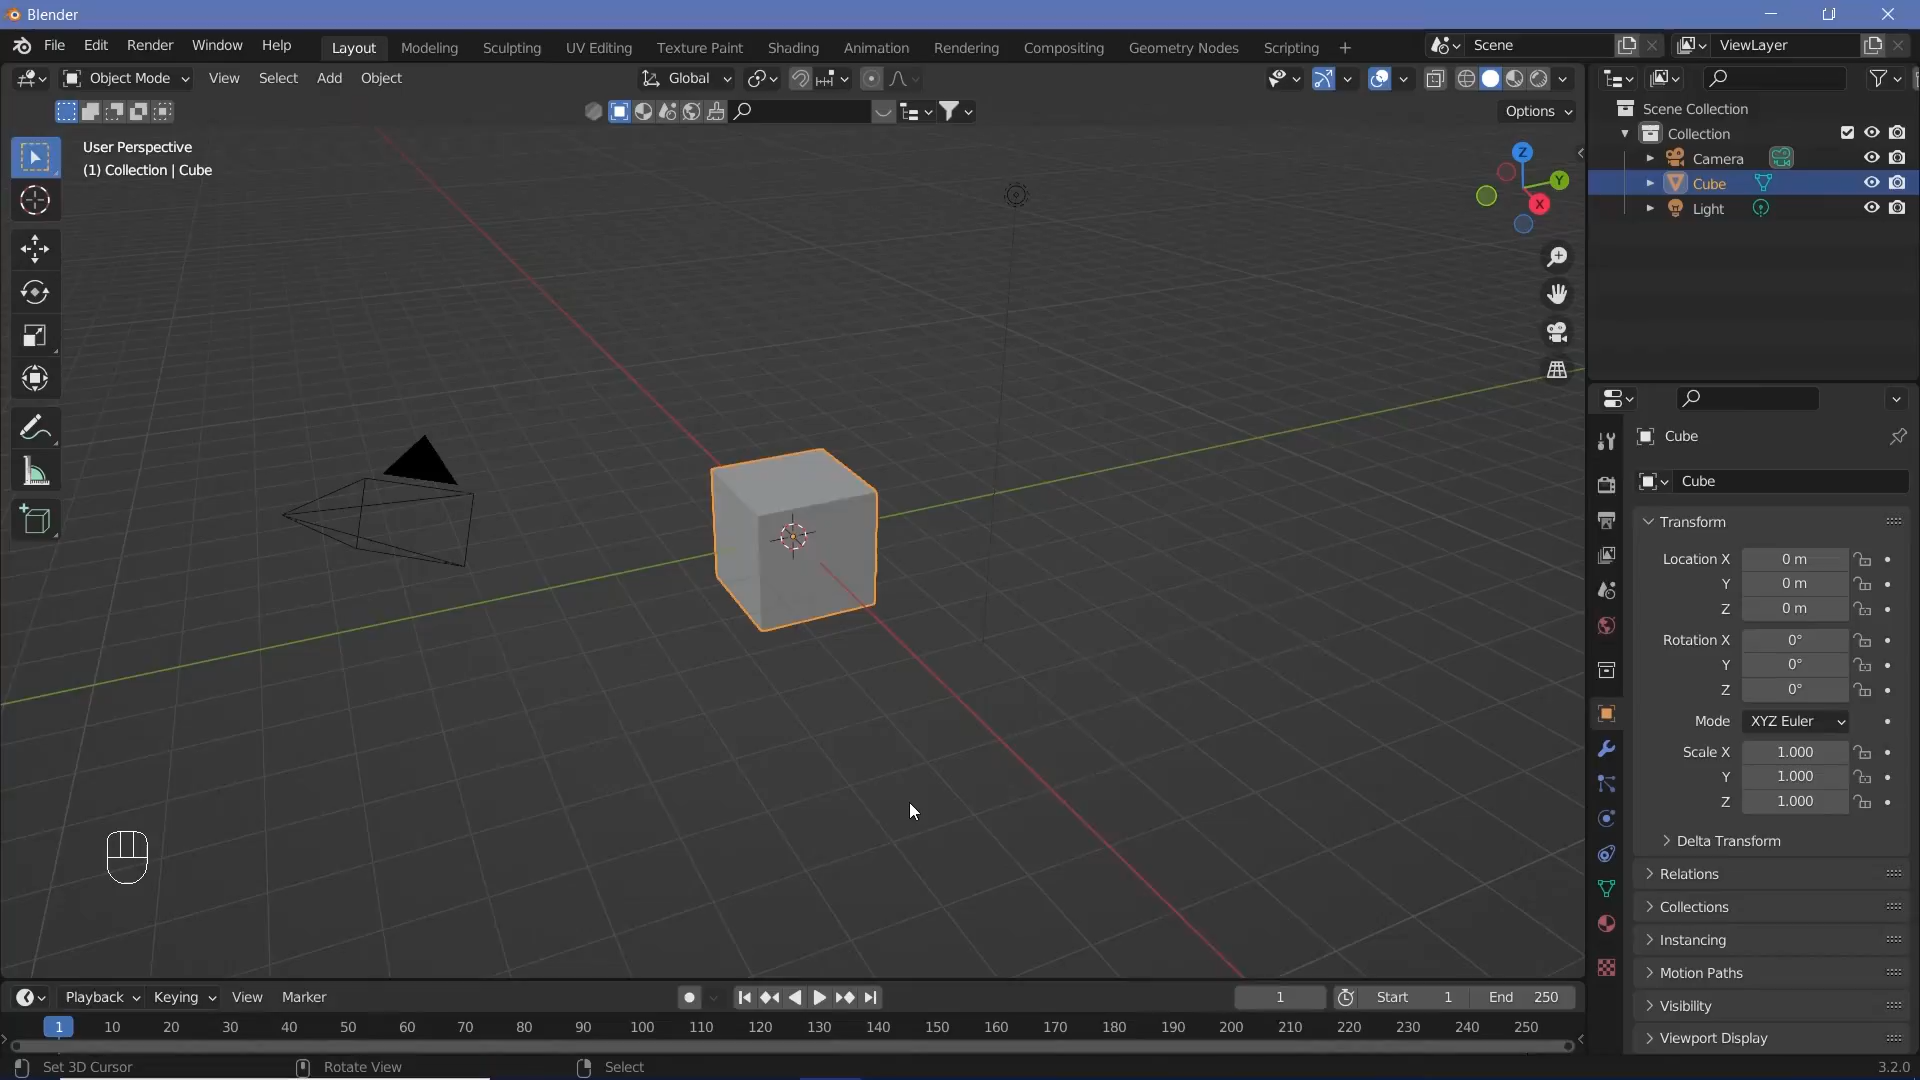 Blender
File Edit Render Window Help Layout Modeling Sculpting UV Editing Texture Paint Shading Animation Rendering Compositing Geometry Nodes Scripting + Scene ViewLayer
Object Mode View Select Add Object Global
Options
User Perspective
(1) Collection | Cube
Z
Y
X
Scene Collection
Collection
Camera
Cube
Light
Cube
Cube
Transform
Location X 0 m
Y 0 m
Z 0 m
Rotation X 0°
Y 0°
Z 0°
Mode XYZ Euler
Scale X 1.000
Y 1.000
Z 1.000
Delta Transform
Relations
Collections
Instancing
Motion Paths
Visibility
Viewport Display
Playback Keying View Marker 1 Start 1 End 250
1 10 20 30 40 50 60 70 80 90 100 110 120 130 140 150 160 170 180 190 200 210 220 230 240 250
Set 3D Cursor Rotate View Select 3.2.0